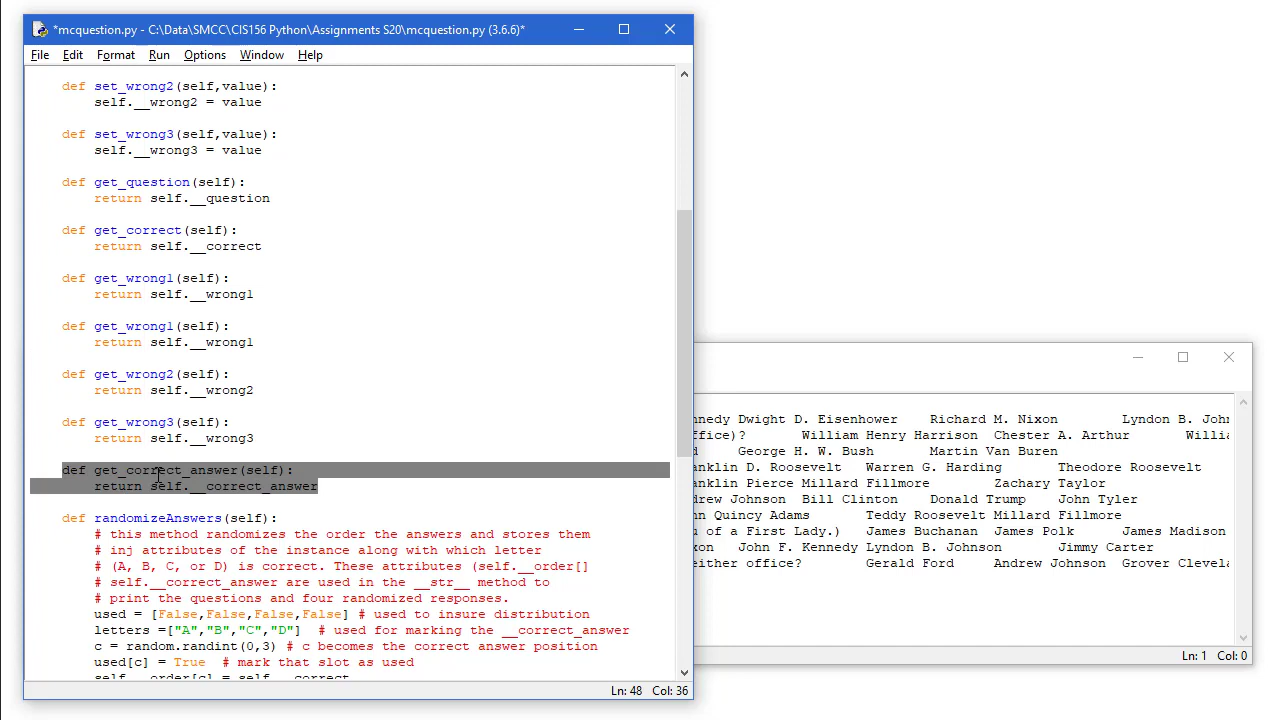 *mcquestion.py - C:\Data\SMCC\CIS156 Python\Assignments S20\mcquestion.py (3.6.6)*
File Edit Format Run Options Window Help
def set_wrong2(self,value):
self.__wrong2 = value
def set_wrong3(self,value):
self.__wrong3 = value
def get_question(self):
return self.__question
def get_correct(self):
return self.__correct
def get_wrong1(self):
return self.__wrong1
def get_wrong1(self):
return self.__wrong1
def get_wrong2(self):
return self.__wrong2
def get_wrong3(self):
return self.__wrong3
def get_correct_answer(self):
return self.__correct_answer
def randomizeAnswers(self):
# this method randomizes the order the answers and stores them
# inj attributes of the instance along with which letter
# (A, B, C, or D) is correct. These attributes (self.__order[]
# self.__correct_answer are used in the __str__ method to
# print the questions and four randomized responses.
used = [False,False,False,False] # used to insure distribution
letters =["A","B","C","D"] # used for marking the __correct_answer
c = random.randint(0,3) # c becomes the correct answer position
used[c] = True # mark that slot as used
self.__order[c] = self.__correct
Ln: 48 Col: 36
nnedy Dwight D. Eisenhower Richard M. Nixon Lyndon B. John
ffice)? William Henry Harrison Chester A. Arthur Willia
d George H. W. Bush Martin Van Buren
anklin D. Roosevelt Warren G. Harding Theodore Roosevelt
anklin Pierce Millard Fillmore Zachary Taylor
drew Johnson Bill Clinton Donald Trump John Tyler
hn Quincy Adams Teddy Roosevelt Millard Fillmore
u of a First Lady.) James Buchanan James Polk James Madison
xon John F. Kennedy Lyndon B. Johnson Jimmy Carter
either office? Gerald Ford Andrew Johnson Grover Clevela
Ln: 1 Col: 0